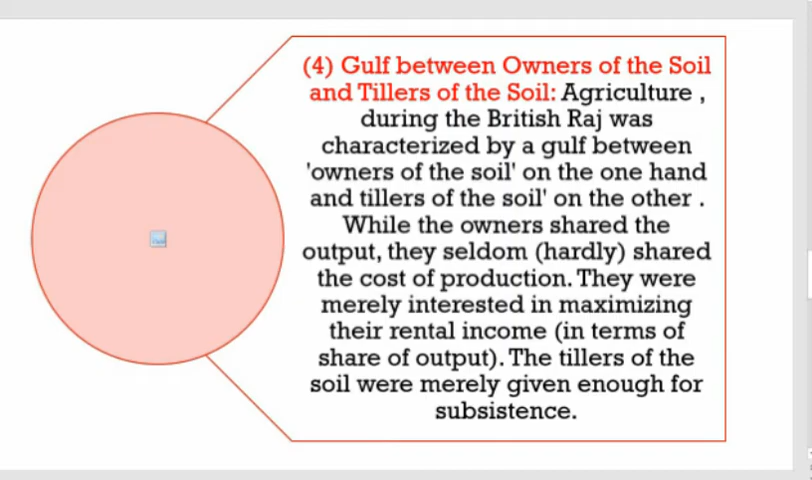 (4) Gulf between Owners of the Soil
and Tillers of the Soil: Agriculture ,
during the British Raj was
characterized by a gulf between
'owners of the soil' on the one hand
and tillers of the soil' on the other .
While the owners shared the
output, they seldom (hardly) shared
the cost of production. They were
merely interested in maximizing
their rental income (in terms of
share of output). The tillers of the
soil were merely given enough for
subsistence.